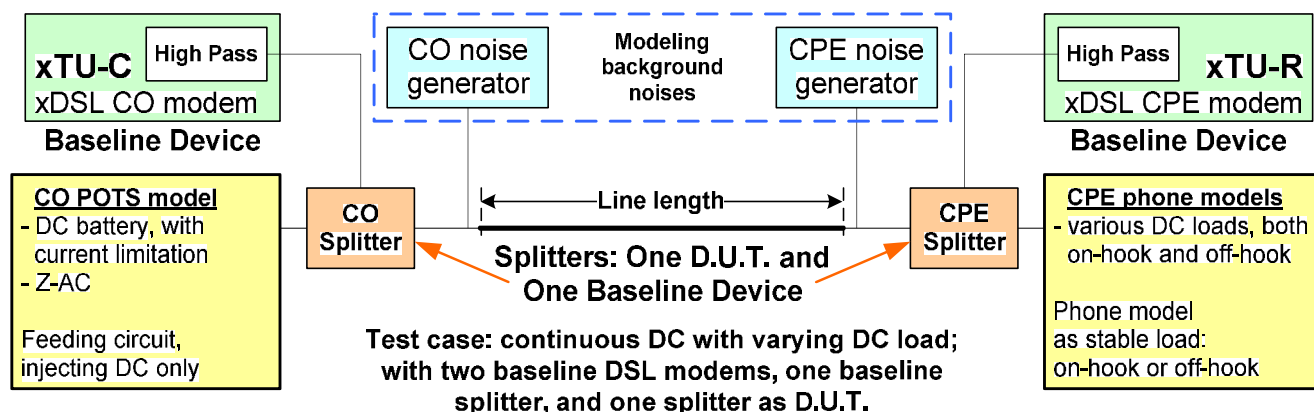 xTU-C
High Pass
xDSL CO modem
Baseline Device
CO noise
generator
Modeling
background
noises
CPE noise
generator
High Pass
xTU-R
xDSL CPE modem
Baseline Device
CO POTS model
- DC battery, with
current limitation
- Z-AC
Feeding circuit,
injecting DC only
CO
Splitter
Line length
CPE
Splitter
Splitters: One D.U.T. and
One Baseline Device
CPE phone models
- various DC loads, both
on-hook and off-hook
Phone model
as stable load:
on-hook or off-hook
Test case: continuous DC with varying DC load;
with two baseline DSL modems, one baseline
splitter, and one splitter as D.U.T.